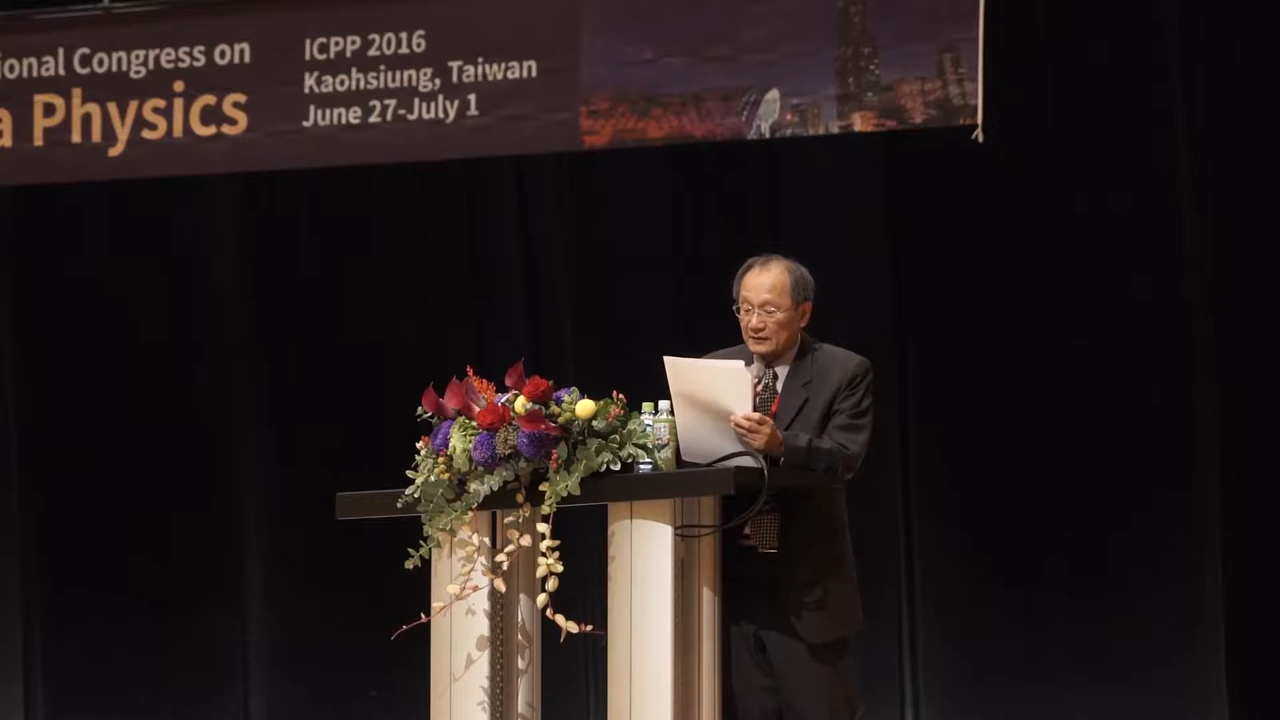 ional Congress on
a Physics
ICPP 2016
Kaohsiung, Taiwan
June 27-July 1